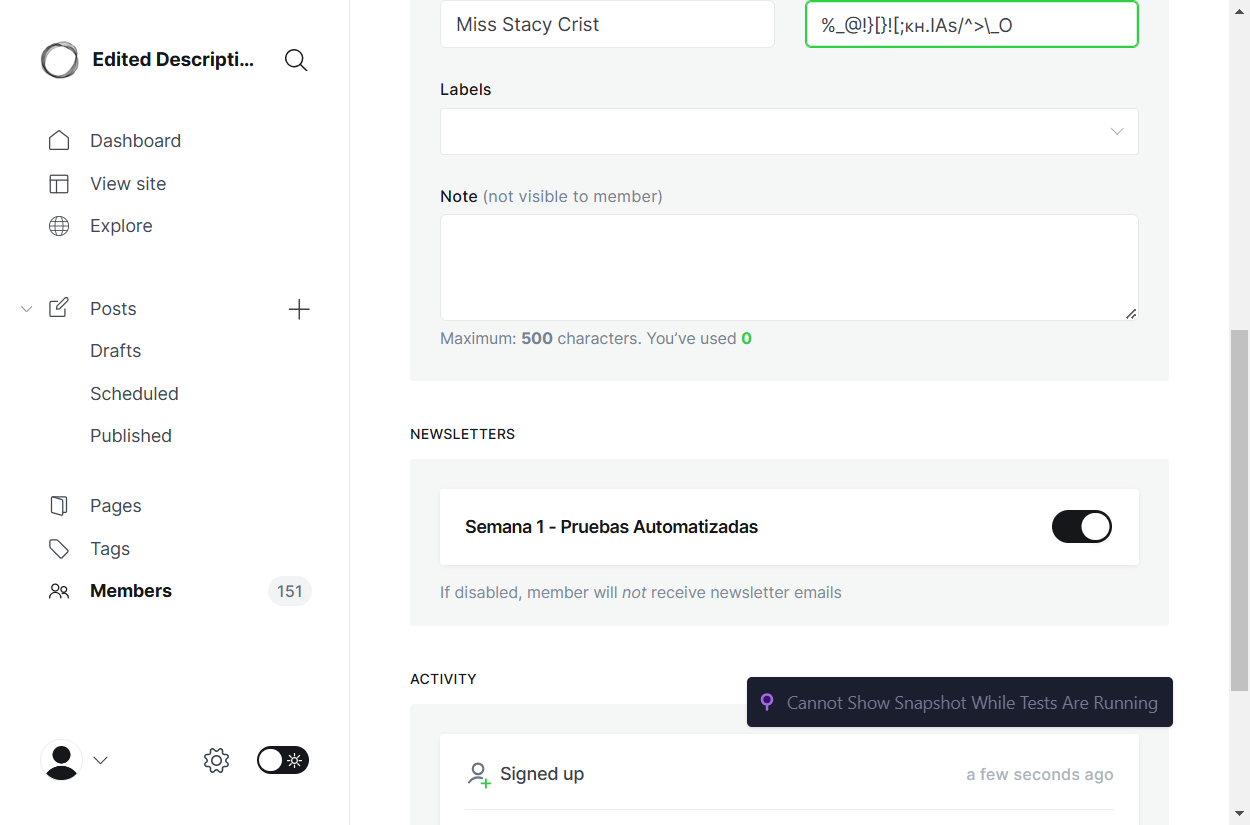 Edited Descripti...
Dashboard
View site
Explore
Posts
Drafts
Scheduled
Published
Pages
Tags
Members 151
Miss Stacy Crist
%_@!}[}![;кн.IAs/^>\_O
Labels
Note (not visible to member)
Maximum: 500 characters. You’ve used 0
NEWSLETTERS
Semana 1 - Pruebas Automatizadas
If disabled, member will not receive newsletter emails
ACTIVITY
Cannot Show Snapshot While Tests Are Running
Signed up a few seconds ago